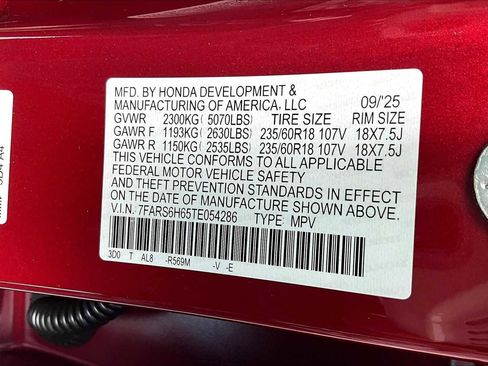 MFD. BY HONDA DEVELOPMENT &
MANUFACTURING OF AMERICA, LLC 09/'25
GVWR 2300KG( 5070LBS) TIRE SIZE RIM SIZE
GAWR F 1193KG( 2630LBS) 235/60R18 107V 18X7.5J
GAWR R 1150KG( 2535LBS) 235/60R18 107V 18X7.5J
THIS VEHICLE CONFORMS TO ALL APPLICABLE
FEDERAL MOTOR VEHICLE SAFETY
AND THEFT PREVENTION STANDARDS IN EFFECT
ON THE DATE OF MANUFACTURE SHOWN ABOVE.
V.I.N. 7FARS6H65TE054286 TYPE: MPV
3D0 T AL8 -R569M -V -E